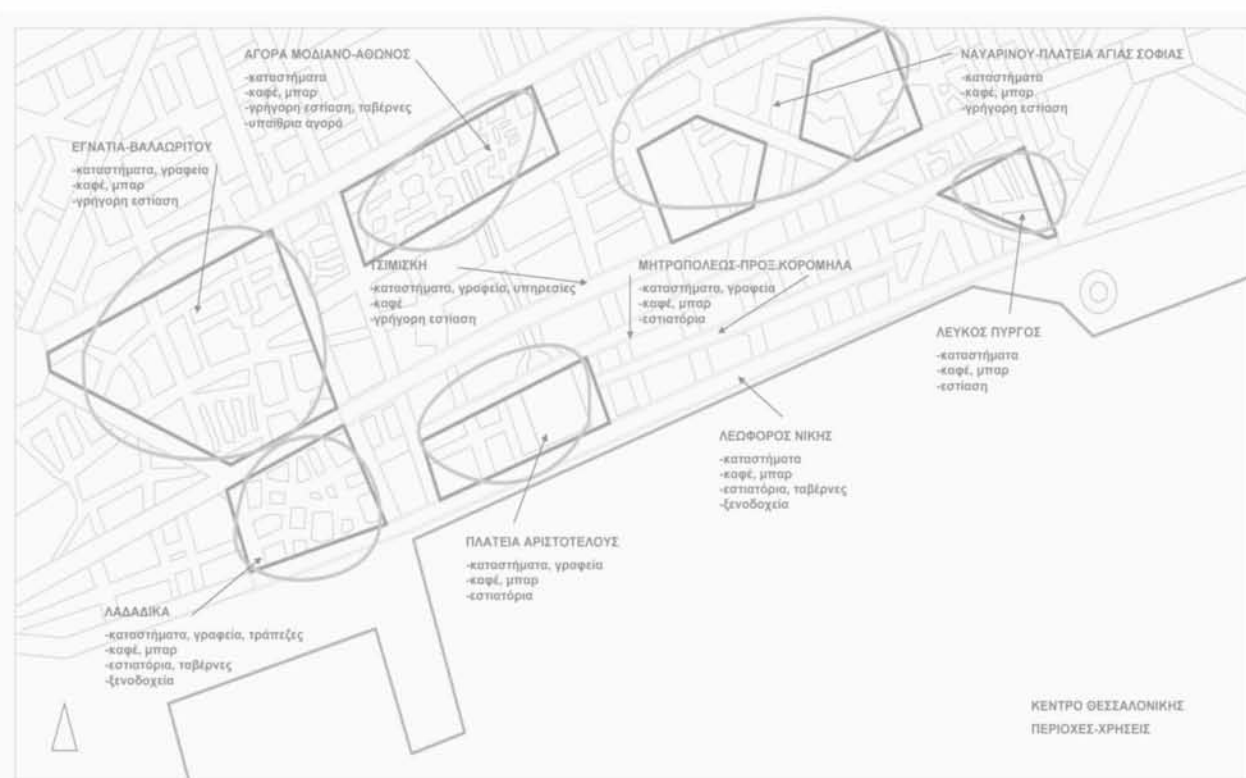 ΑΓΟΡΑ ΜΟΔΙΑΝΟ-ΑΘΩΝΟΣ
-καταστήματα
-καφέ, μπαρ
-γρήγορη εστίαση, ταβέρνες
-υπαίθρια αγορά
ΝΑΥΑΡΙΝΟΥ-ΠΛΑΤΕΙΑ ΑΓΙΑΣ ΣΟΦΙΑΣ
-καταστήματα
-καφέ, μπαρ
-γρήγορη εστίαση
ΕΓΝΑΤΙΑ-ΒΑΛΑΩΡΙΤΟΥ
-καταστήματα, γραφεία
-καφέ, μπαρ
-γρήγορη εστίαση
ΤΣΙΜΙΣΚΗ
-καταστήματα, γραφεία, υπηρεσίες
-καφέ
-γρήγορη εστίαση
ΜΗΤΡΟΠΟΛΕΩΣ-ΠΡΟΞ.ΚΟΡΟΜΗΛΑ
-καταστήματα, γραφεία
-καφέ, μπαρ
-εστιατόρια
ΛΕΥΚΟΣ ΠΥΡΓΟΣ
-καταστήματα
-καφέ, μπαρ
-εστίαση
ΛΕΩΦΟΡΟΣ ΝΙΚΗΣ
-καταστήματα
-καφέ, μπαρ
-εστιατόρια, ταβέρνες
-ξενοδοχεία
ΠΛΑΤΕΙΑ ΑΡΙΣΤΟΤΕΛΟΥΣ
-καταστήματα, γραφεία
-καφέ, μπαρ
-εστιατόρια
ΛΑΔΑΔΙΚΑ
-καταστήματα, γραφεία, τράπεζες
-καφέ, μπαρ
-εστιατόρια, ταβέρνες
-ξενοδοχεία
ΚΕΝΤΡΟ ΘΕΣΣΑΛΟΝΙΚΗΣ
ΠΕΡΙΟΧΕΣ-ΧΡΗΣΕΙΣ